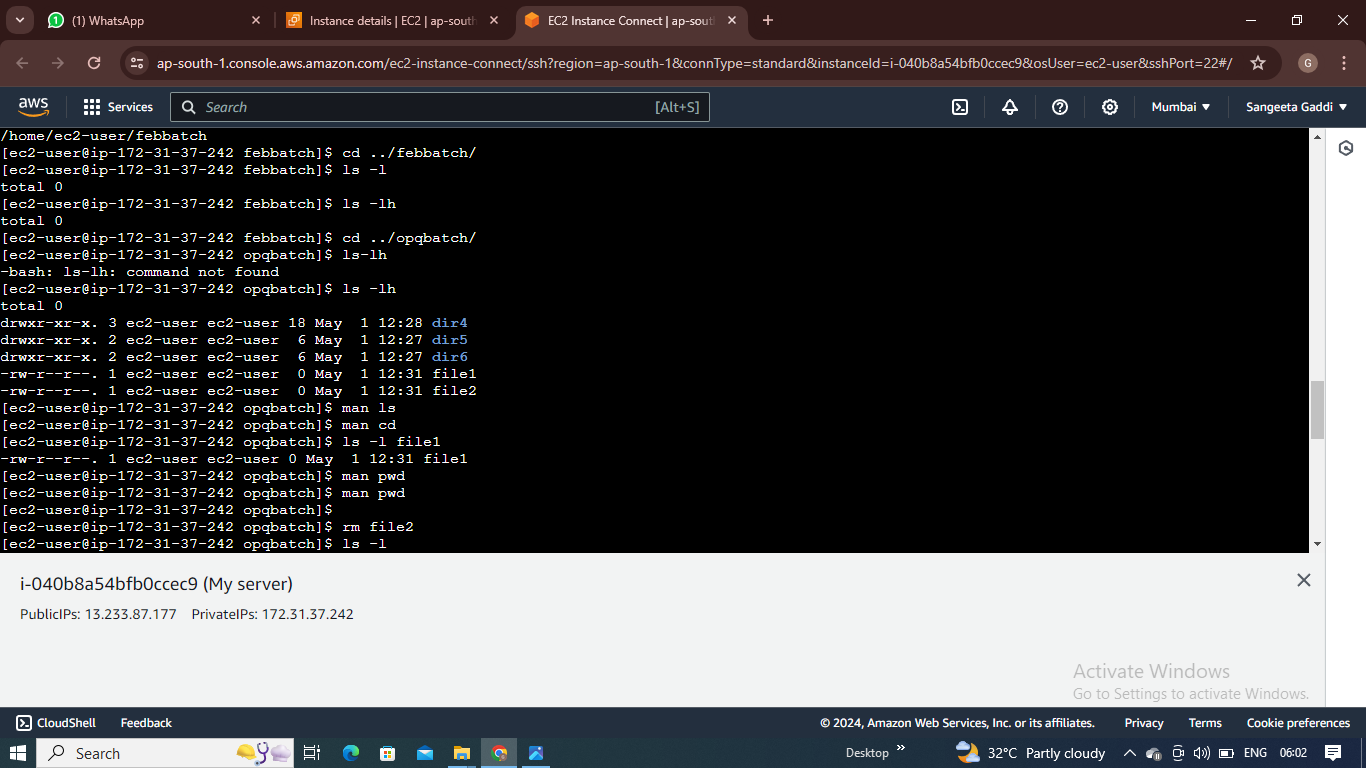 (1) WhatsApp
Instance details | EC2 | ap-south
EC2 Instance Connect | ap-sout
ap-south-1.console.aws.amazon.com/ec2-instance-connect/ssh?region=ap-south-1&connType=standard&instanceId=i-040b8a54bfb0ccec9&osUser=ec2-user&sshPort=22#/
G
aws
Services
Search
[Alt+S]
Mumbai
Sangeeta Gaddi
/home/ec2-user/febbatch
[ec2-user@ip-172-31-37-242 febbatch]$ cd ../febbatch/
[ec2-user@ip-172-31-37-242 febbatch]$ ls -l
total 0
[ec2-user@ip-172-31-37-242 febbatch]$ ls -lh
total 0
[ec2-user@ip-172-31-37-242 febbatch]$ cd ../opqbatch/
[ec2-user@ip-172-31-37-242 opqbatch]$ ls-lh
-bash: ls-lh: command not found
[ec2-user@ip-172-31-37-242 opqbatch]$ ls -lh
total 0
drwxr-xr-x. 3 ec2-user ec2-user 18 May  1 12:28 dir4
drwxr-xr-x. 2 ec2-user ec2-user  6 May  1 12:27 dir5
drwxr-xr-x. 2 ec2-user ec2-user  6 May  1 12:27 dir6
-rw-r--r--. 1 ec2-user ec2-user  0 May  1 12:31 file1
-rw-r--r--. 1 ec2-user ec2-user  0 May  1 12:31 file2
[ec2-user@ip-172-31-37-242 opqbatch]$ man ls
[ec2-user@ip-172-31-37-242 opqbatch]$ man cd
[ec2-user@ip-172-31-37-242 opqbatch]$ ls -l file1
-rw-r--r--. 1 ec2-user ec2-user 0 May  1 12:31 file1
[ec2-user@ip-172-31-37-242 opqbatch]$ man pwd
[ec2-user@ip-172-31-37-242 opqbatch]$ man pwd
[ec2-user@ip-172-31-37-242 opqbatch]$
[ec2-user@ip-172-31-37-242 opqbatch]$ rm file2
[ec2-user@ip-172-31-37-242 opqbatch]$ ls -l
i-040b8a54bfb0ccec9 (My server)
PublicIPs: 13.233.87.177 PrivateIPs: 172.31.37.242
Activate Windows
Go to Settings to activate Windows.
CloudShell Feedback © 2024, Amazon Web Services, Inc. or its affiliates. Privacy Terms Cookie preferences
Search Desktop 32°C Partly cloudy ENG 06:02